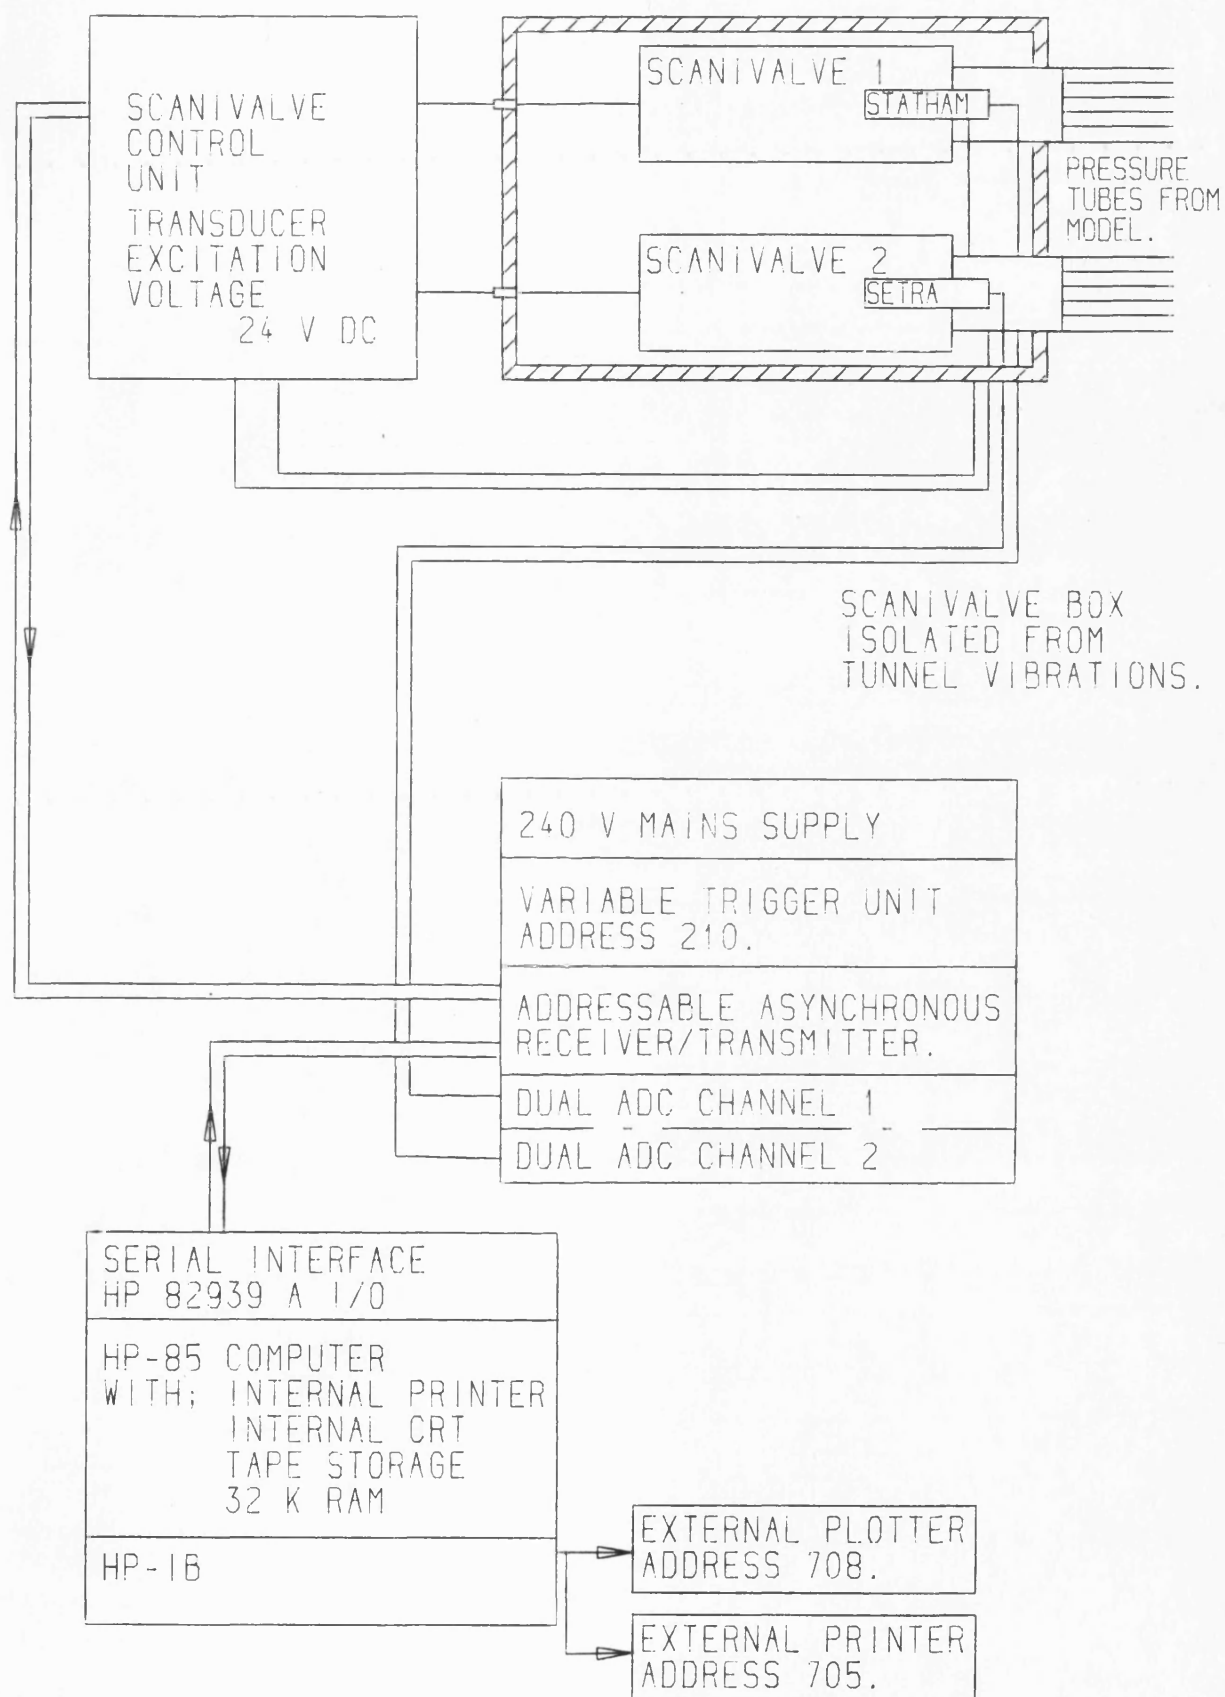 SCANIVALVE
CONTROL
UNIT
TRANSDUCER
EXCITATION
VOLTAGE
24 V DC
SCANIVALVE 1
STATHAM
SCANIVALVE 2
SETRA
PRESSURE
TUBES FROM
MODEL.
SCANIVALVE BOX
ISOLATED FROM
TUNNEL VIBRATIONS.
240 V MAINS SUPPLY
VARIABLE TRIGGER UNIT
ADDRESS 210.
ADDRESSABLE ASYNCHRONOUS
RECEIVER/TRANSMITTER.
DUAL ADC CHANNEL 1
DUAL ADC CHANNEL 2
SERIAL INTERFACE
HP 82939 A I/O
HP-85 COMPUTER
WITH; INTERNAL PRINTER
INTERNAL CRT
TAPE STORAGE
32 K RAM
HP-IB
EXTERNAL PLOTTER
ADDRESS 708.
EXTERNAL PRINTER
ADDRESS 705.